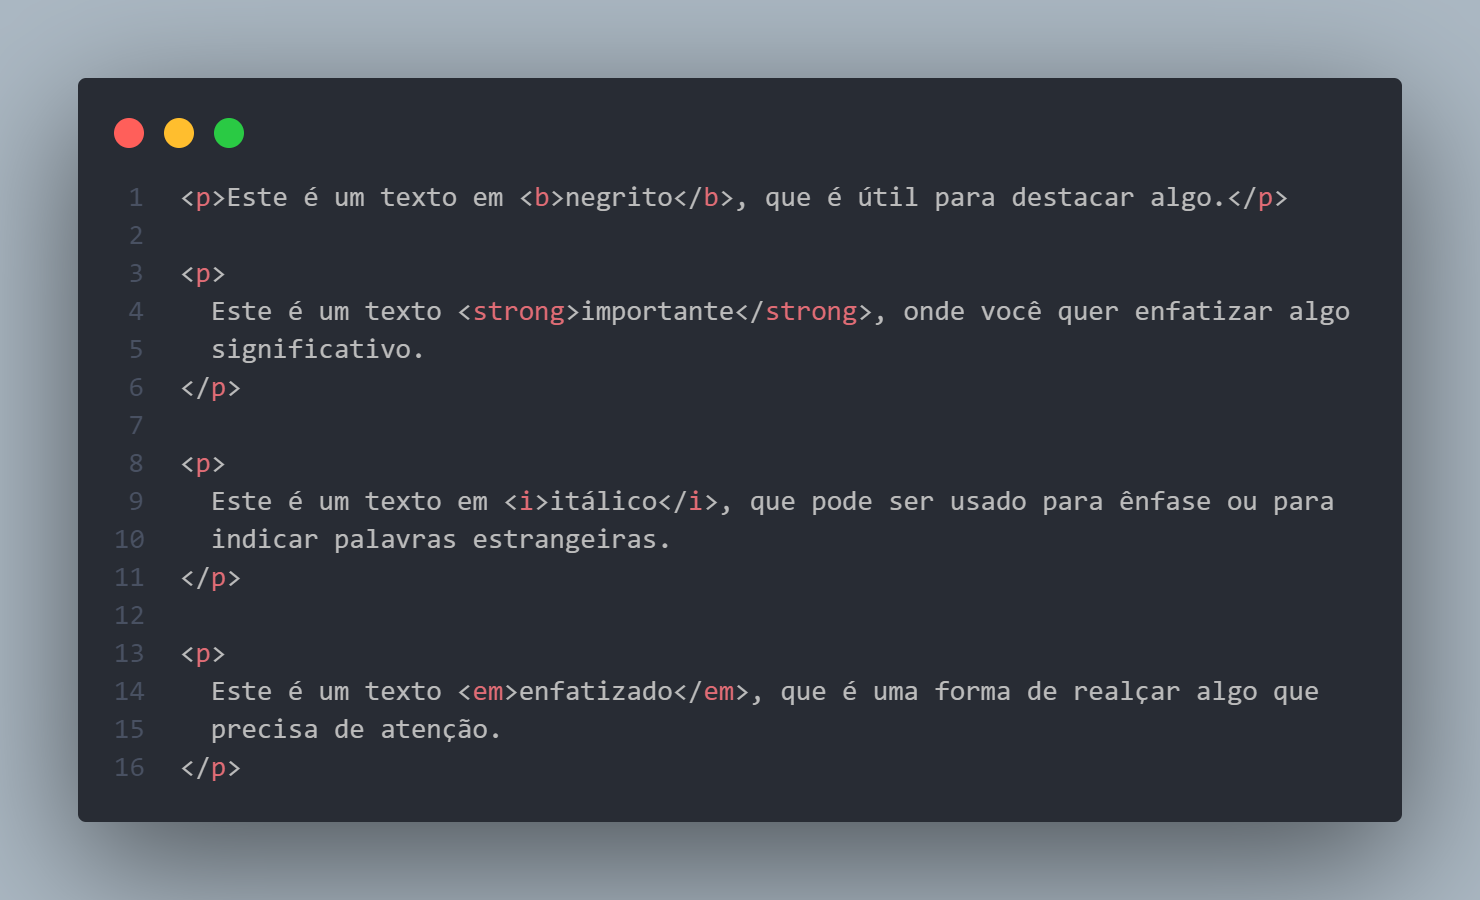 1 <p>Este é um texto em <b>negrito</b>, que é útil para destacar algo.</p>
2
3 <p>
4   Este é um texto <strong>importante</strong>, onde você quer enfatizar algo
5   significativo.
6 </p>
7
8 <p>
9   Este é um texto em <i>itálico</i>, que pode ser usado para ênfase ou para
10   indicar palavras estrangeiras.
11 </p>
12
13 <p>
14   Este é um texto <em>enfatizado</em>, que é uma forma de realçar algo que
15   precisa de atenção.
16 </p>